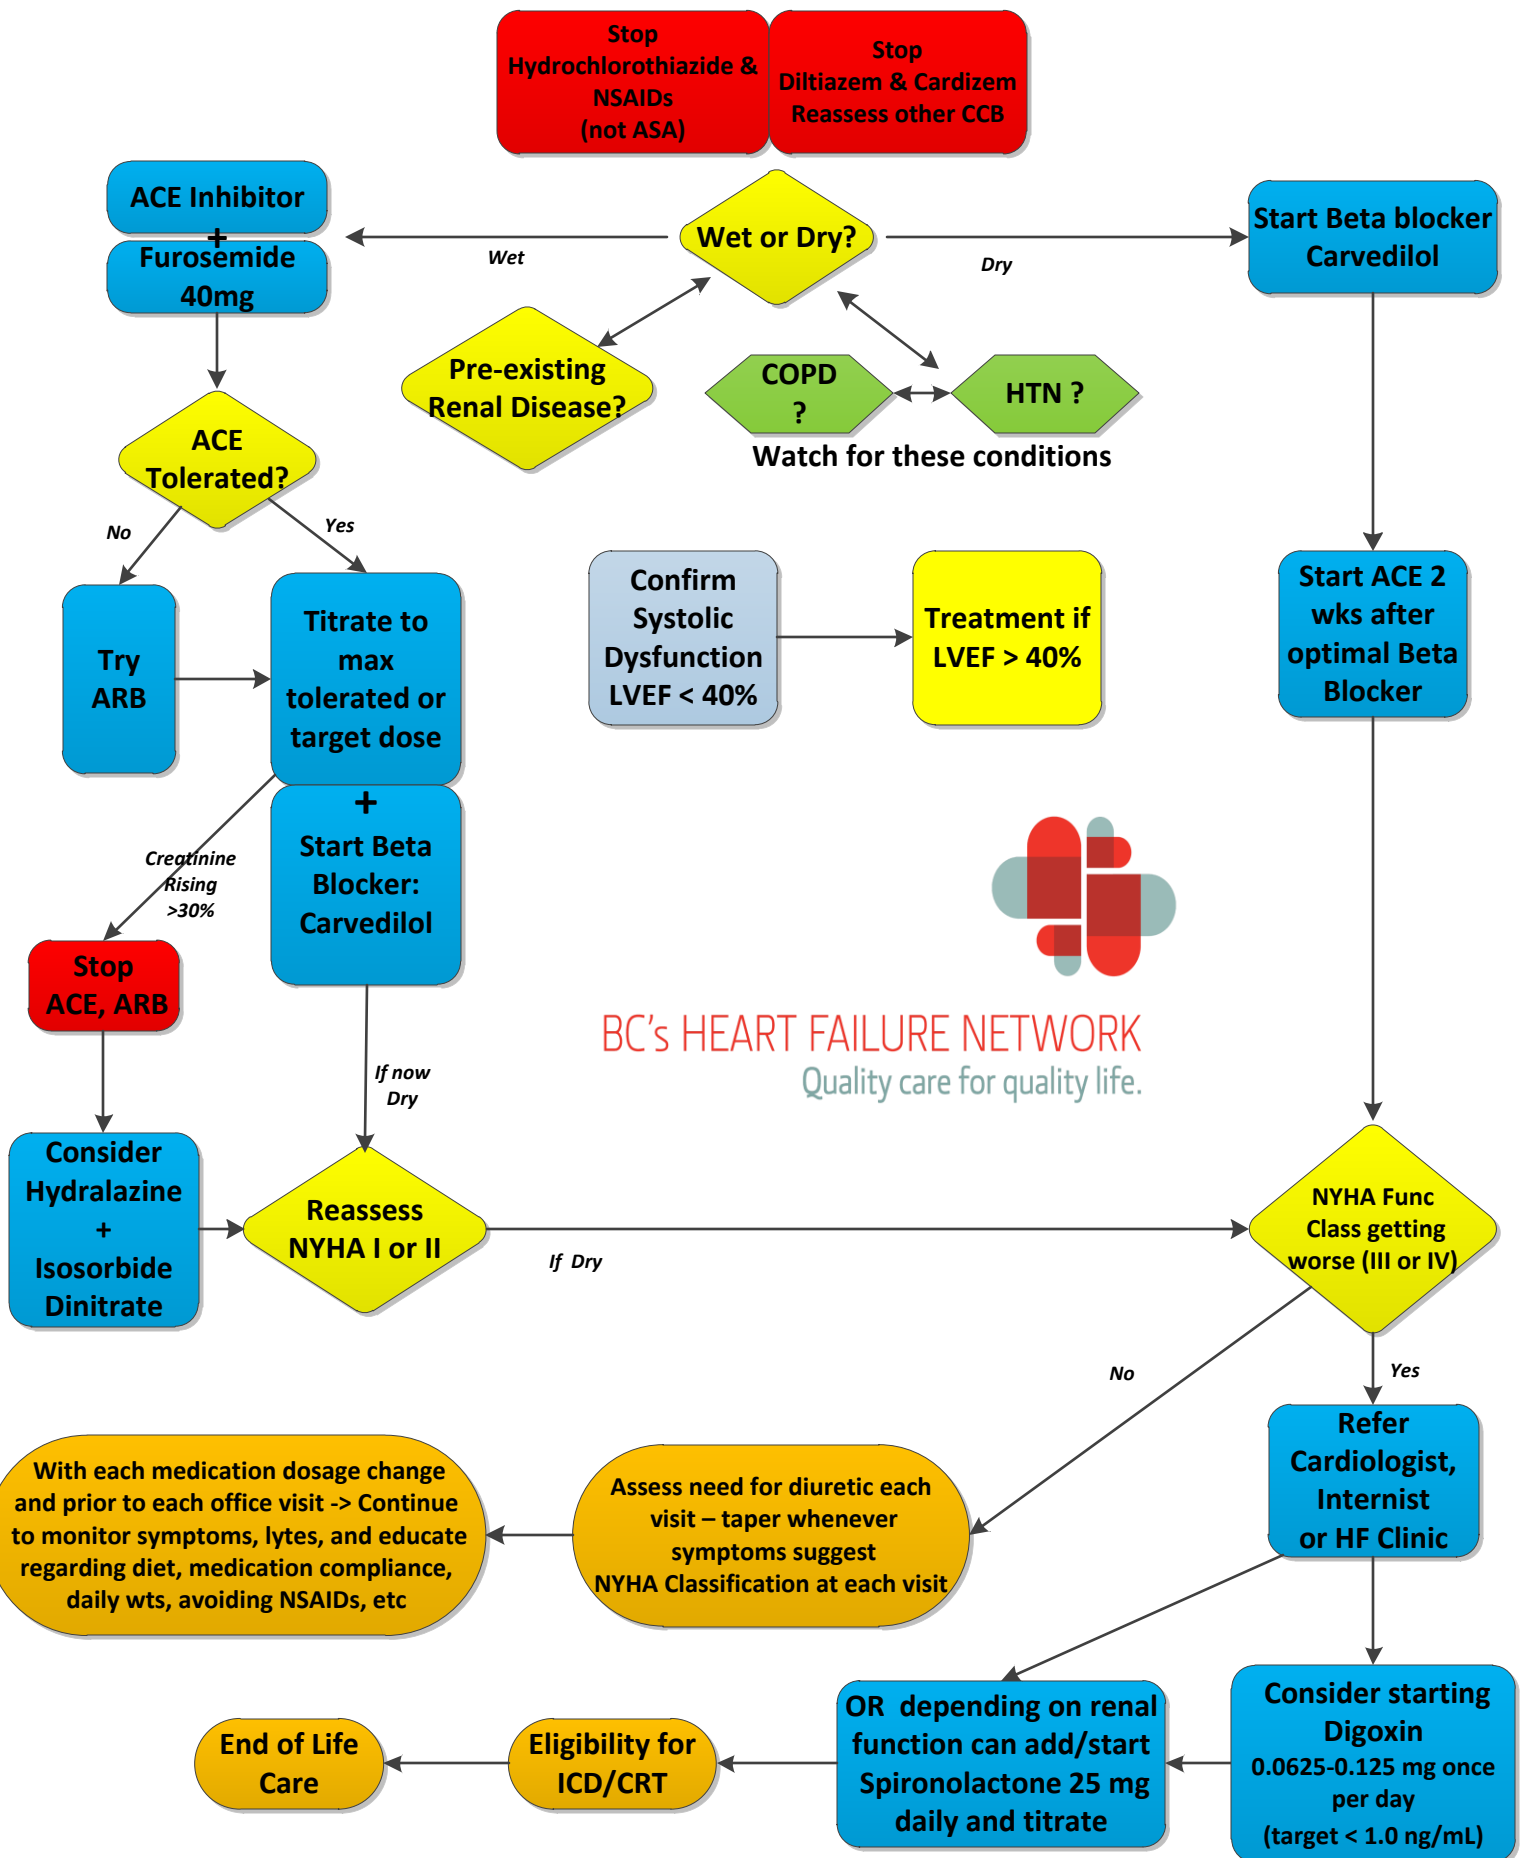 Stop
Hydrochlorothiazide &
NSAIDs
(not ASA)
Stop
Diltiazem & Cardizem
Reassess other CCB
ACE Inhibitor
+
Furosemide
40mg
Wet
Wet or Dry?
Dry
Start Beta blocker
Carvedilol
Pre-existing
Renal Disease?
COPD
?
HTN ?
Watch for these conditions
ACE
Tolerated?
No
Yes
Try
ARB
Titrate to
max
tolerated or
target dose
+
Start Beta
Blocker:
Carvedilol
Confirm
Systolic
Dysfunction
LVEF < 40%
Treatment if
LVEF > 40%
Start ACE 2
wks after
optimal Beta
Blocker
Creatinine
Rising
>30%
Stop
ACE, ARB
If now
Dry
BC's HEART FAILURE NETWORK
Quality care for quality life.
Consider
Hydralazine
+
Isosorbide
Dinitrate
Reassess
NYHA I or II
If Dry
NYHA Func
Class getting
worse (III or IV)
No
Yes
Refer
Cardiologist,
Internist
or HF Clinic
With each medication dosage change
and prior to each office visit -> Continue
to monitor symptoms, lytes, and educate
regarding diet, medication compliance,
daily wts, avoiding NSAIDs, etc
Assess need for diuretic each
visit – taper whenever
symptoms suggest
NYHA Classification at each visit
End of Life
Care
Eligibility for
ICD/CRT
OR depending on renal
function can add/start
Spironolactone 25 mg
daily and titrate
Consider starting
Digoxin
0.0625-0.125 mg once
per day
(target < 1.0 ng/mL)